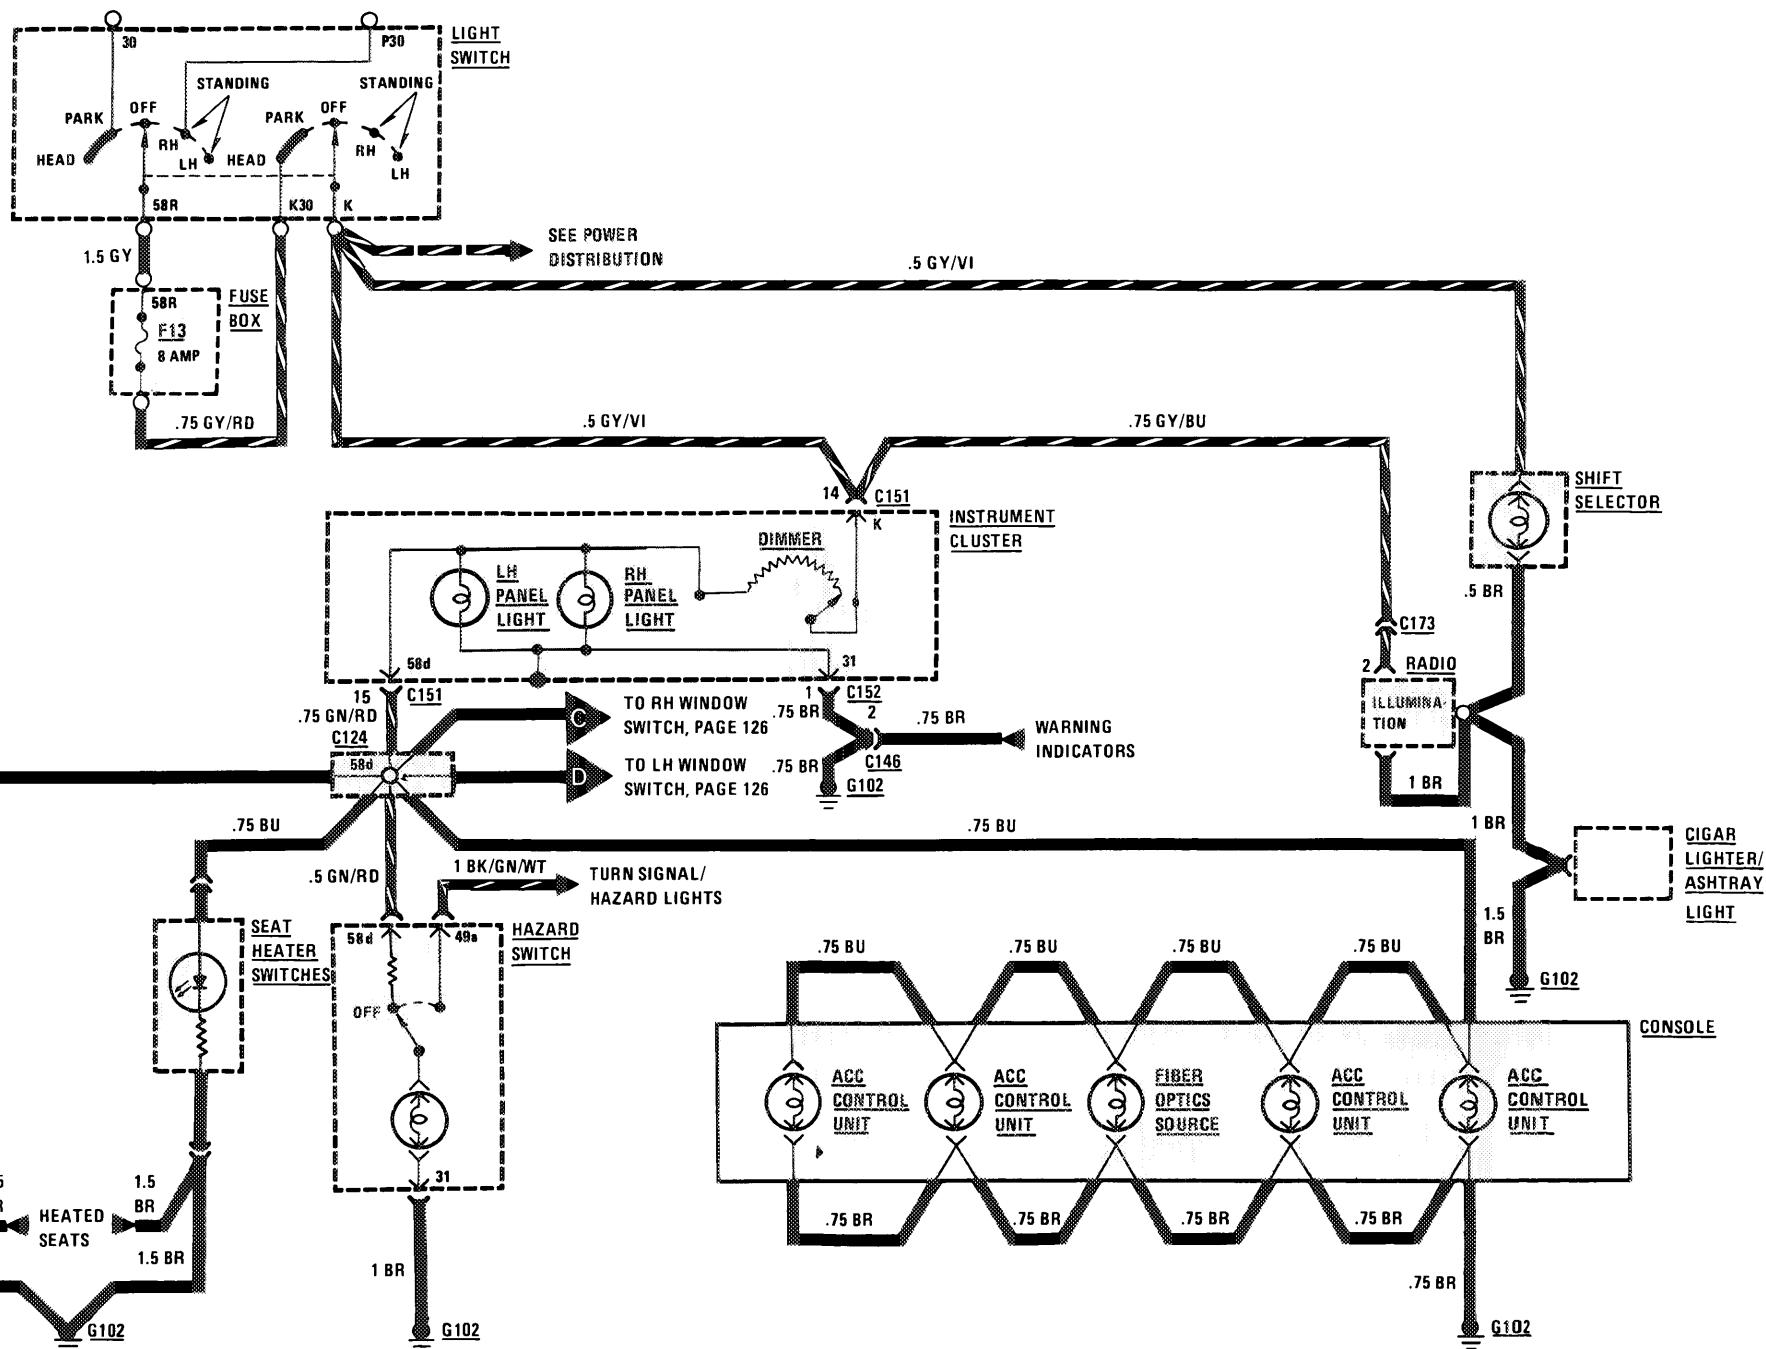 30
P30
LIGHT
SWITCH
STANDING
STANDING
PARK
OFF
PARK
OFF
RH
RH
HEAD
LH
HEAD
LH
58R
K30
K
1.5 GY
58R
F13
8 AMP
FUSE
BOX
.75 GY/RD
SEE POWER
DISTRIBUTION
.5 GY/VI
.5 GY/VI
.75 GY/BU
14
C151
K
INSTRUMENT
CLUSTER
SHIFT
SELECTOR
DIMMER
LH
PANEL
LIGHT
RH
PANEL
LIGHT
.5 BR
C173
2
RADIO
ILLUMINA-
TION
58d
31
15
C151
.75 GN/RD
C124
58d
C
TO RH WINDOW
SWITCH, PAGE 126
D
TO LH WINDOW
SWITCH, PAGE 126
1
C152
.75 BR
2
.75 BR
WARNING
INDICATORS
.75 BR
C146
G102
1 BR
1 BR
CIGAR
LIGHTER/
ASHTRAY
LIGHT
.75 BU
.75 BU
.5 GN/RD
1 BK/GN/WT
TURN SIGNAL/
HAZARD LIGHTS
1.5
BR
G102
SEAT
HEATER
SWITCHES
58d
49a
HAZARD
SWITCH
OFF
31
.75 BU
.75 BU
.75 BU
.75 BU
CONSOLE
ACC
CONTROL
UNIT
ACC
CONTROL
UNIT
FIBER
OPTICS
SOURCE
ACC
CONTROL
UNIT
ACC
CONTROL
UNIT
.75 BR
.75 BR
.75 BR
.75 BR
1.5
BR
HEATED
SEATS
1.5 BR
1 BR
.75 BR
G102
G102
G102